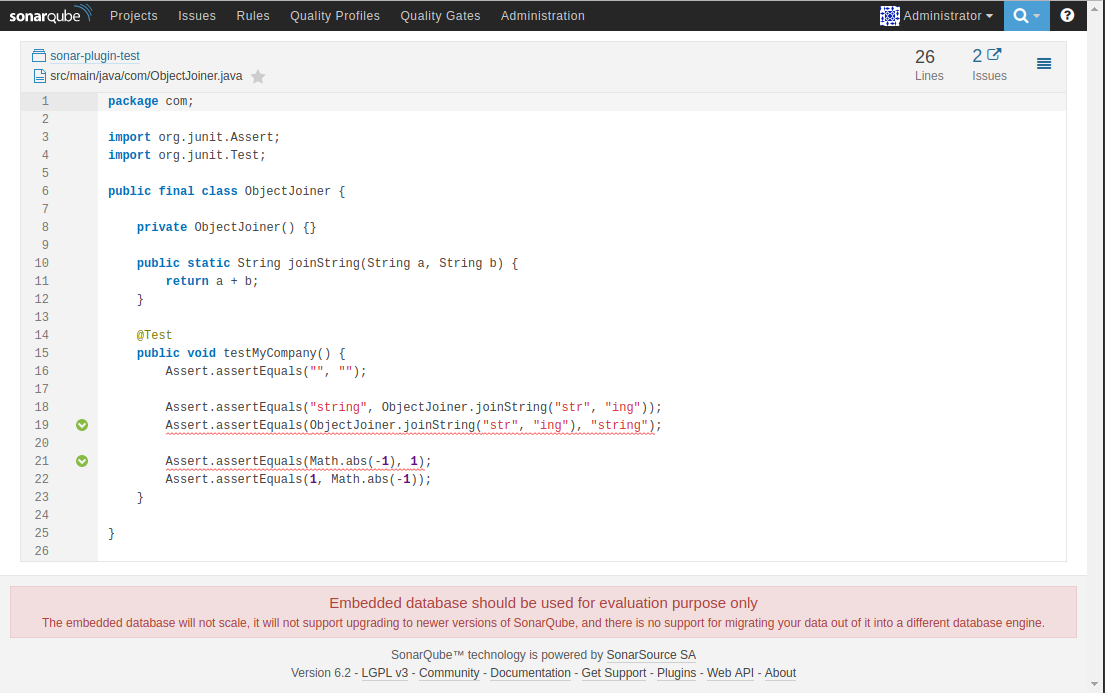 sonarqube Projects Issues Rules Quality Profiles Quality Gates Administration Administrator ?
sonar-plugin-test
src/main/java/com/ObjectJoiner.java
26 Lines
2 Issues
1 package com;
2
3 import org.junit.Assert;
4 import org.junit.Test;
5
6 public final class ObjectJoiner {
7
8     private ObjectJoiner() {}
9
10     public static String joinString(String a, String b) {
11         return a + b;
12     }
13
14     @Test
15     public void testMyCompany() {
16         Assert.assertEquals("", "");
17
18         Assert.assertEquals("string", ObjectJoiner.joinString("str", "ing"));
19         Assert.assertEquals(ObjectJoiner.joinString("str", "ing"), "string");
20
21         Assert.assertEquals(Math.abs(-1), 1);
22         Assert.assertEquals(1, Math.abs(-1));
23     }
24
25 }
26
Embedded database should be used for evaluation purpose only
The embedded database will not scale, it will not support upgrading to newer versions of SonarQube, and there is no support for migrating your data out of it into a different database engine.
SonarQube™ technology is powered by SonarSource SA
Version 6.2 - LGPL v3 - Community - Documentation - Get Support - Plugins - Web API - About